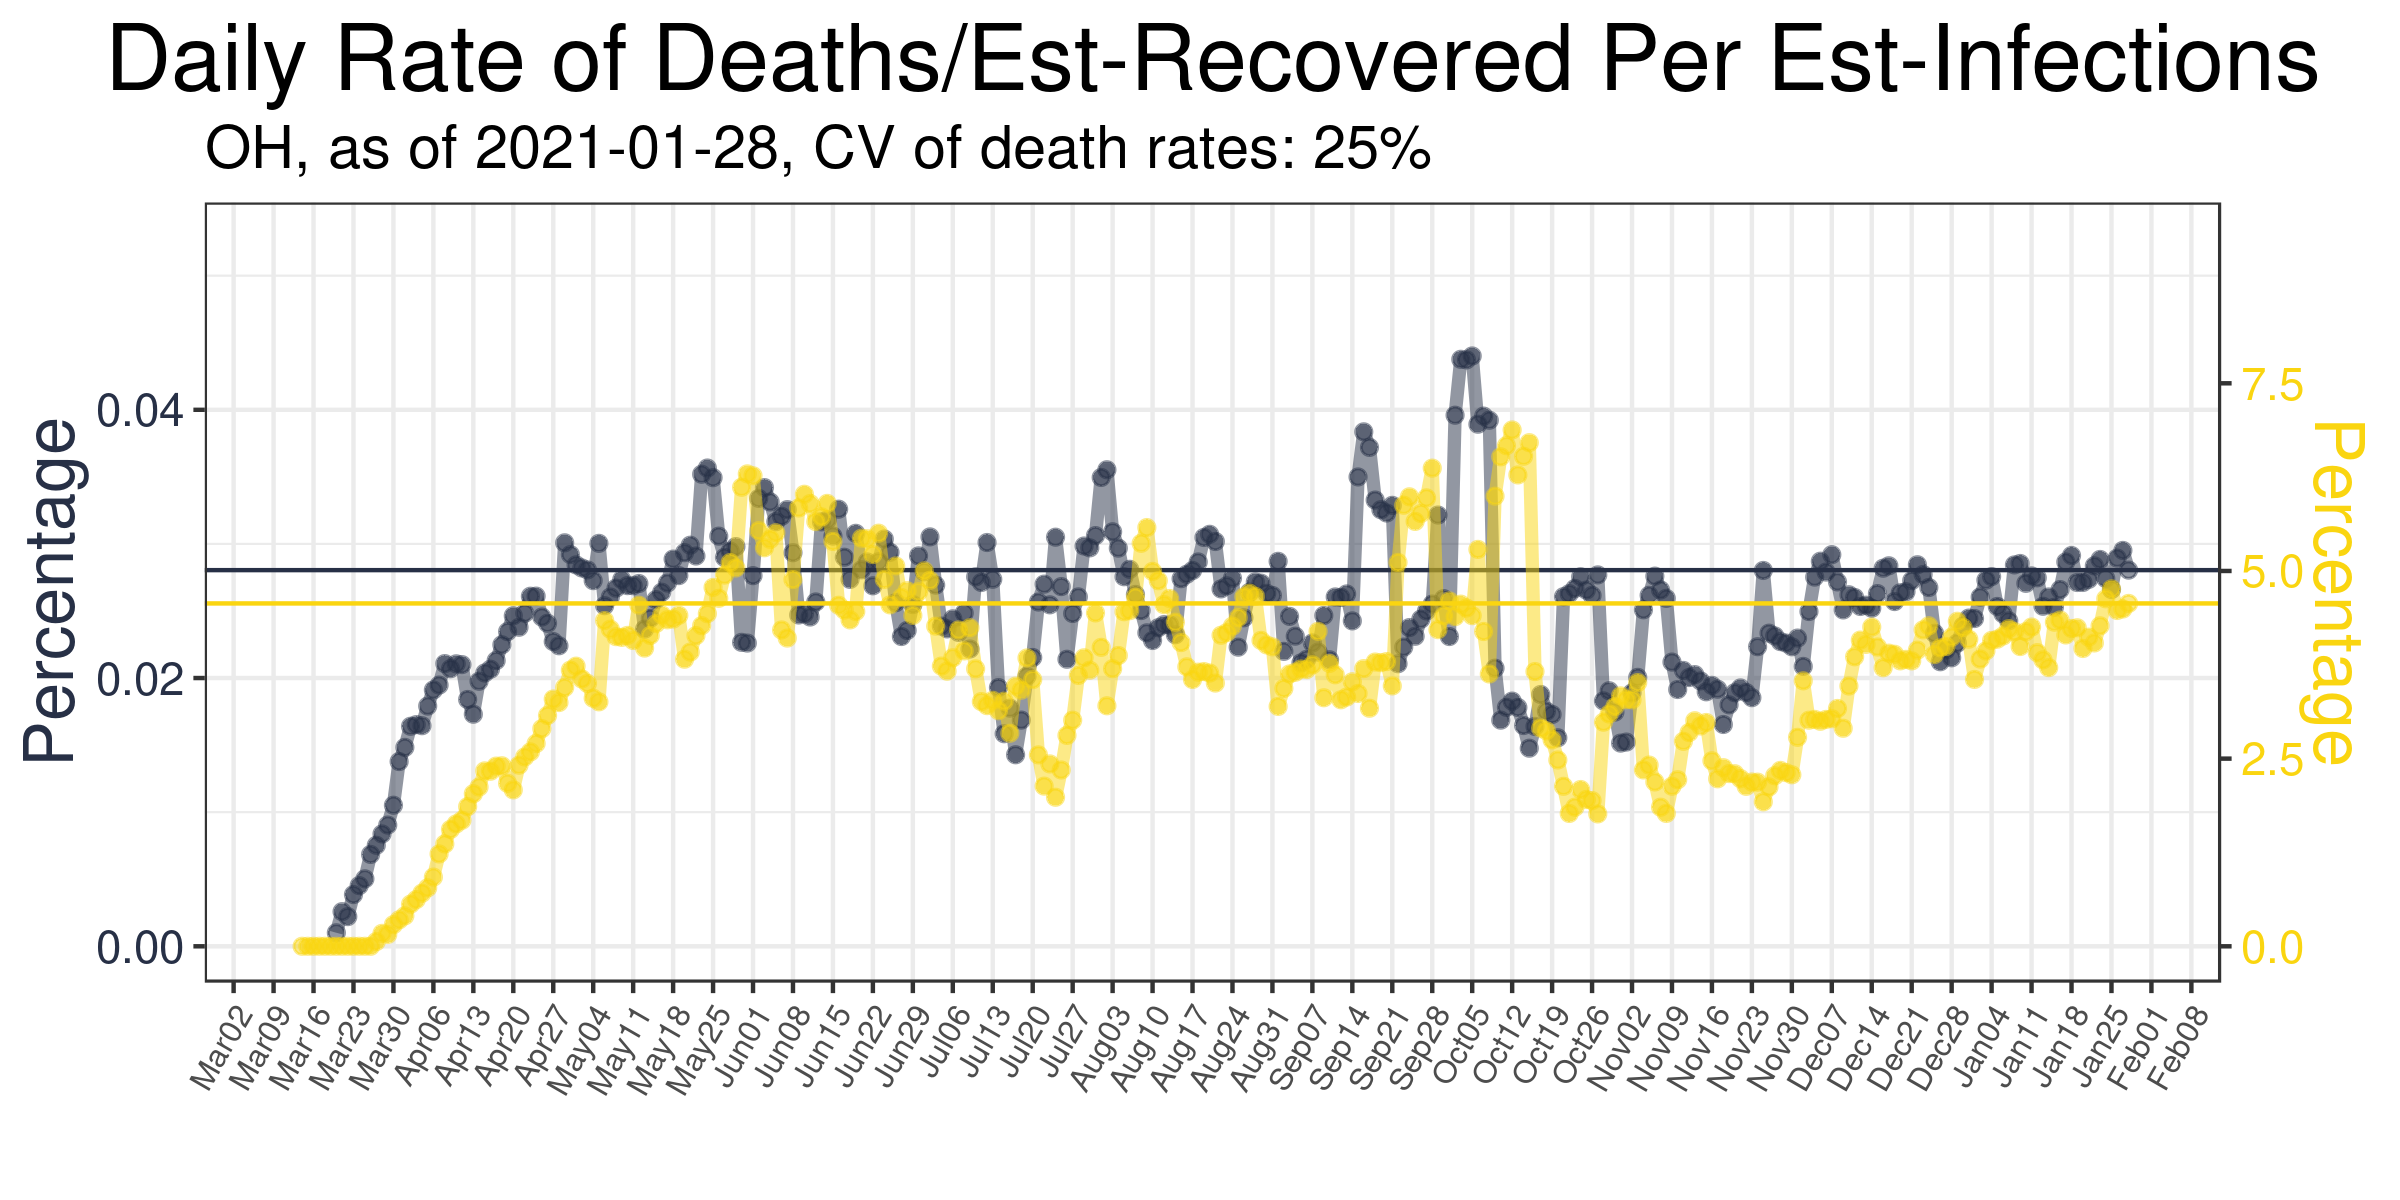 Daily Rate of Deaths/Est-Recovered Per Est-Infections
OH, as of 2021-01-28, CV of death rates: 25%
Percentage
0.04
0.02
0.00
7.5
5.0
2.5
0.0
Percentage
Mar02
Mar09
Mar16
Mar23
Mar30
Apr06
Apr13
Apr20
Apr27
May04
May11
May18
May25
Jun01
Jun08
Jun15
Jun22
Jun29
Jul06
Jul13
Jul20
Jul27
Aug03
Aug10
Aug17
Aug24
Aug31
Sep07
Sep14
Sep21
Sep28
Oct05
Oct12
Oct19
Oct26
Nov02
Nov09
Nov16
Nov23
Nov30
Dec07
Dec14
Dec21
Dec28
Jan04
Jan11
Jan18
Jan25
Feb01
Feb08